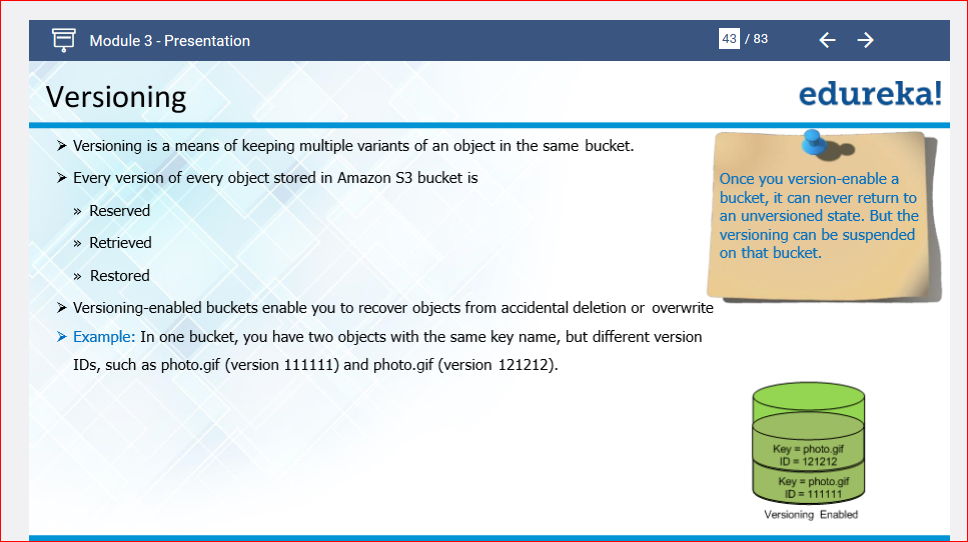 Module 3 - Presentation
43 / 83
Versioning
edureka!
➤ Versioning is a means of keeping multiple variants of an object in the same bucket.
➤ Every version of every object stored in Amazon S3 bucket is
» Reserved
» Retrieved
» Restored
➤ Versioning-enabled buckets enable you to recover objects from accidental deletion or overwrite
➤ Example: In one bucket, you have two objects with the same key name, but different version
IDs, such as photo.gif (version 111111) and photo.gif (version 121212).
Once you version-enable a
bucket, it can never return to
an unversioned state. But the
versioning can be suspended
on that bucket.
Key = photo.gif
ID = 121212
Key = photo.gif
ID = 111111
Versioning Enabled